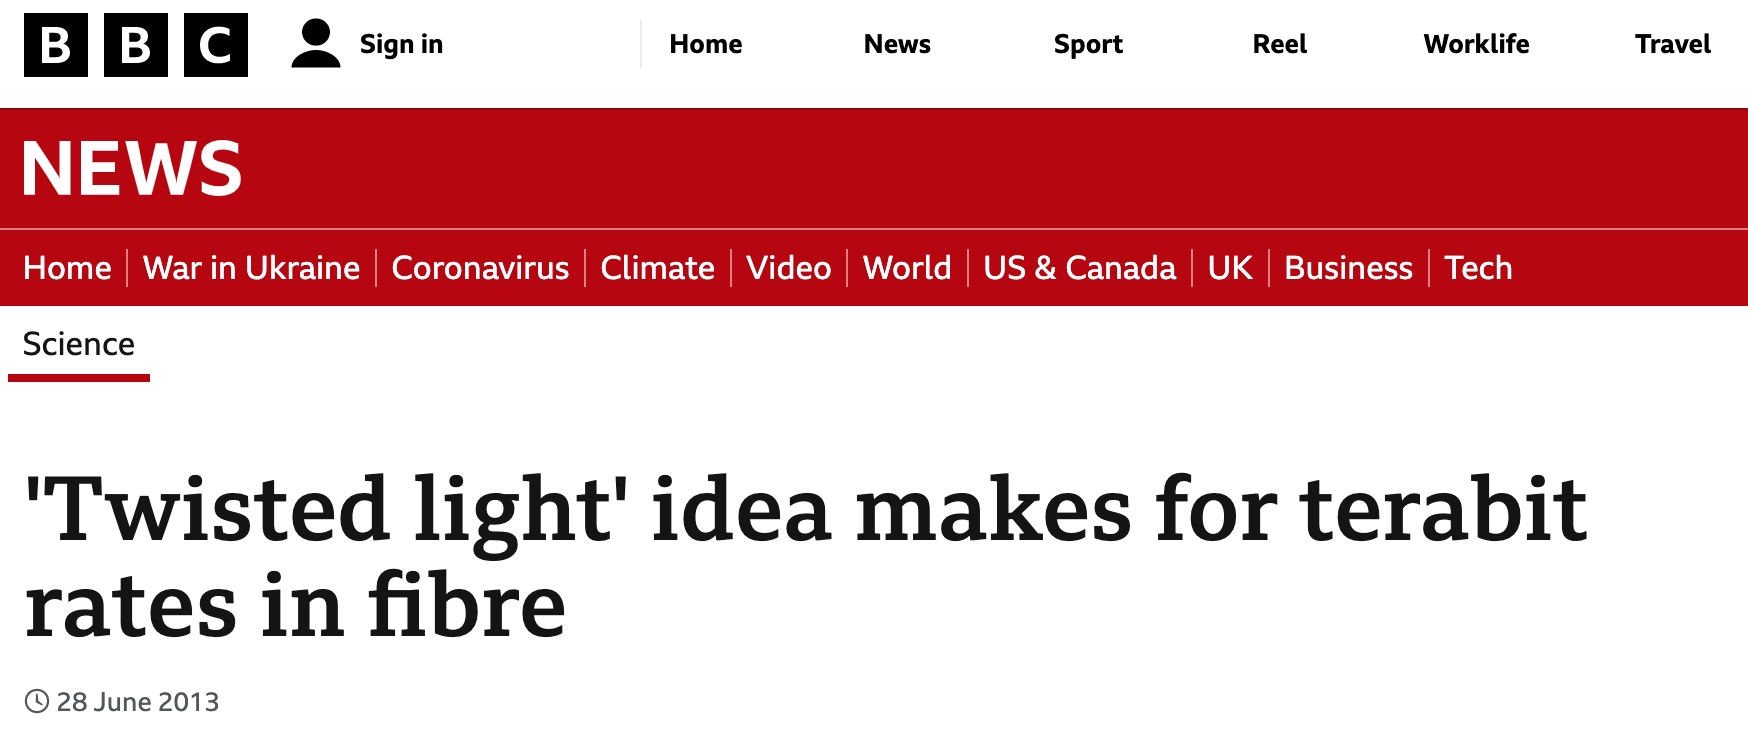 BBC Sign in Home News Sport Reel Worklife Travel
NEWS
Home War in Ukraine Coronavirus Climate Video World US & Canada UK Business Tech
Science
'Twisted light' idea makes for terabit
rates in fibre
28 June 2013